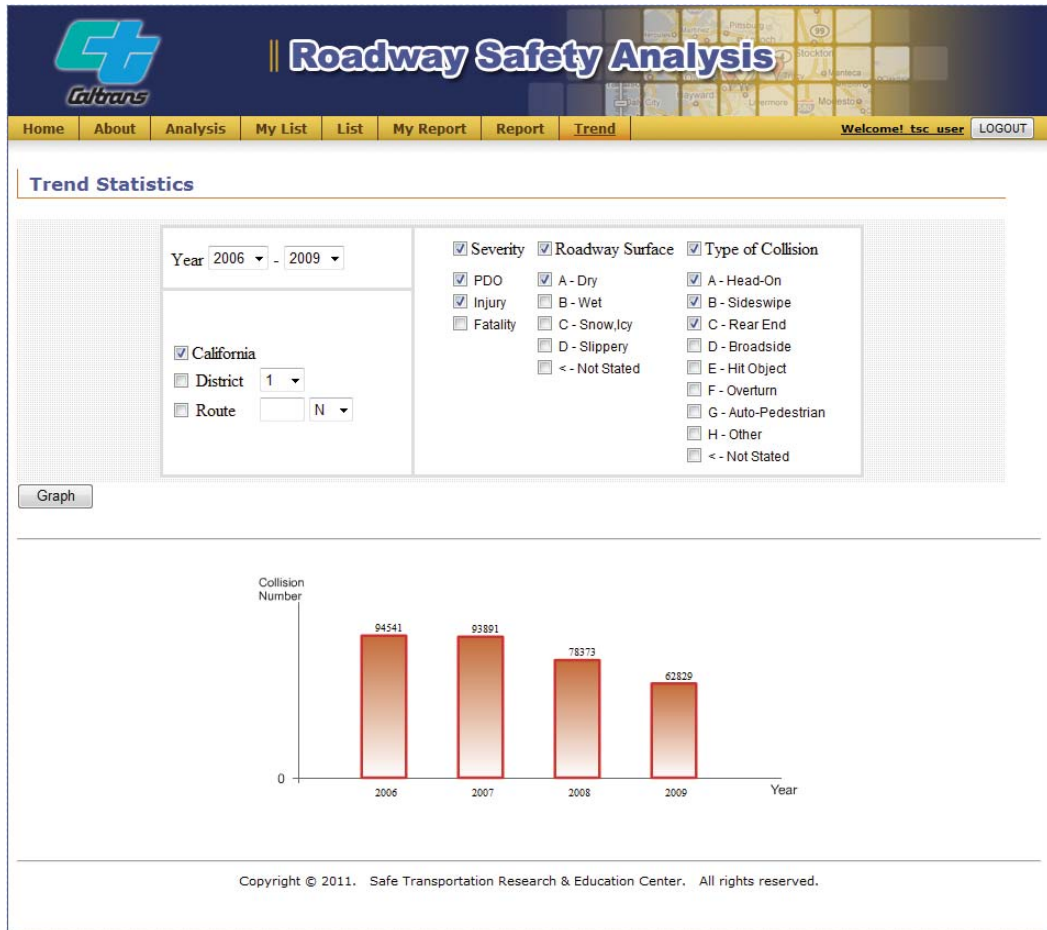 Caltrans
Roadway Safety Analysis
Home About Analysis My List List My Report Report Trend Welcome! tsc_user LOGOUT
Trend Statistics
Year 2006 - 2009
California
District 1
Route N
Severity
PDO
Injury
Fatality
Roadway Surface
A - Dry
B - Wet
C - Snow,Icy
D - Slippery
< - Not Stated
Type of Collision
A - Head-On
B - Sideswipe
C - Rear End
D - Broadside
E - Hit Object
F - Overturn
G - Auto-Pedestrian
H - Other
< - Not Stated
Graph
Collision
Number
94541
93891
78373
62829
0
2006 2007 2008 2009
Year
Copyright © 2011. Safe Transportation Research & Education Center. All rights reserved.